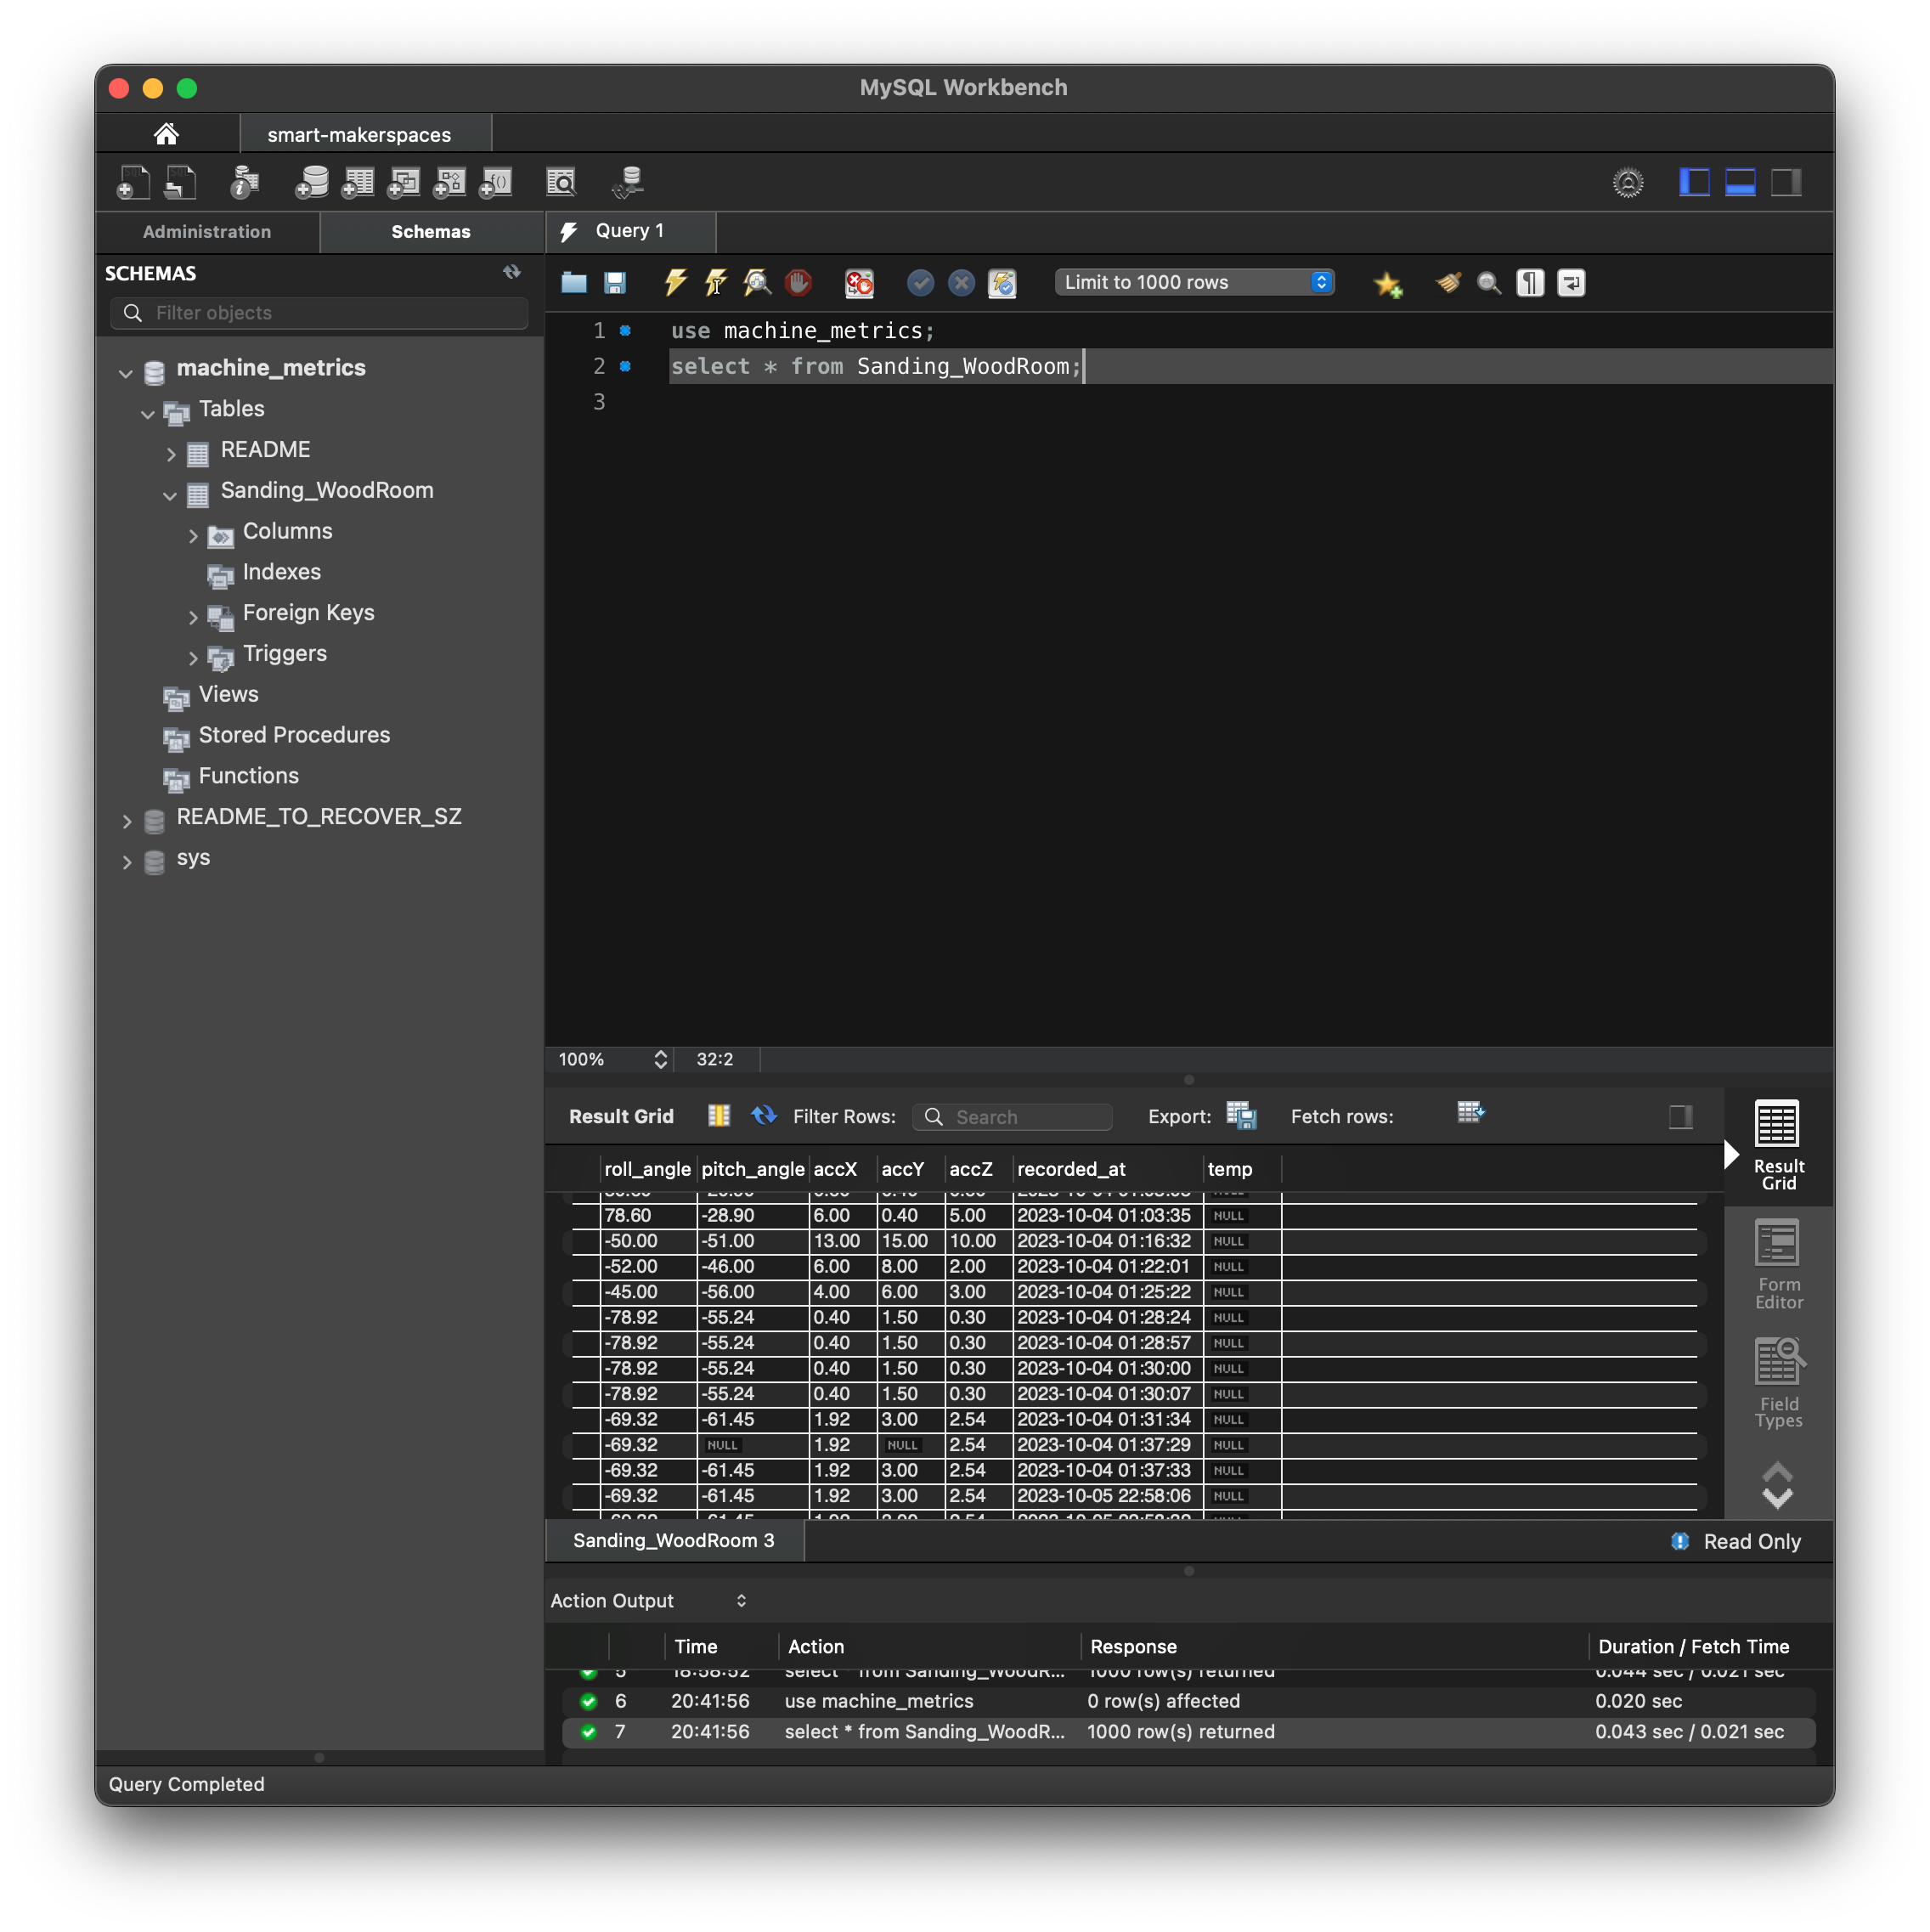 MySQL Workbench
smart-makerspaces
Administration
Schemas
Query 1
SCHEMAS
Filter objects
Limit to 1000 rows
1 use machine_metrics;
2 select * from Sanding_WoodRoom;
3
machine_metrics
Tables
README
Sanding_WoodRoom
Columns
Indexes
Foreign Keys
Triggers
Views
Stored Procedures
Functions
README_TO_RECOVER_SZ
sys
100% 32:2
Result Grid Filter Rows: Search Export: Fetch rows:
roll_angle pitch_angle accX accY accZ recorded_at temp
78.60 -28.90 6.00 0.40 5.00 2023-10-04 01:03:35 NULL
-50.00 -51.00 13.00 15.00 10.00 2023-10-04 01:16:32 NULL
-52.00 -46.00 6.00 8.00 2.00 2023-10-04 01:22:01 NULL
-45.00 -56.00 4.00 6.00 3.00 2023-10-04 01:25:22 NULL
-78.92 -55.24 0.40 1.50 0.30 2023-10-04 01:28:24 NULL
-78.92 -55.24 0.40 1.50 0.30 2023-10-04 01:28:57 NULL
-78.92 -55.24 0.40 1.50 0.30 2023-10-04 01:30:00 NULL
-78.92 -55.24 0.40 1.50 0.30 2023-10-04 01:30:07 NULL
-69.32 -61.45 1.92 3.00 2.54 2023-10-04 01:31:34 NULL
-69.32 NULL 1.92 NULL 2.54 2023-10-04 01:37:29 NULL
-69.32 -61.45 1.92 3.00 2.54 2023-10-04 01:37:33 NULL
-69.32 -61.45 1.92 3.00 2.54 2023-10-05 22:58:06 NULL
Result
Grid
Form
Editor
Field
Types
Sanding_WoodRoom 3
Read Only
Action Output
Time Action Response Duration / Fetch Time
5 18:58:52 select * from Sanding_WoodR... 1000 row(s) returned 0.044 sec / 0.021 sec
6 20:41:56 use machine_metrics 0 row(s) affected 0.020 sec
7 20:41:56 select * from Sanding_WoodR... 1000 row(s) returned 0.043 sec / 0.021 sec
Query Completed